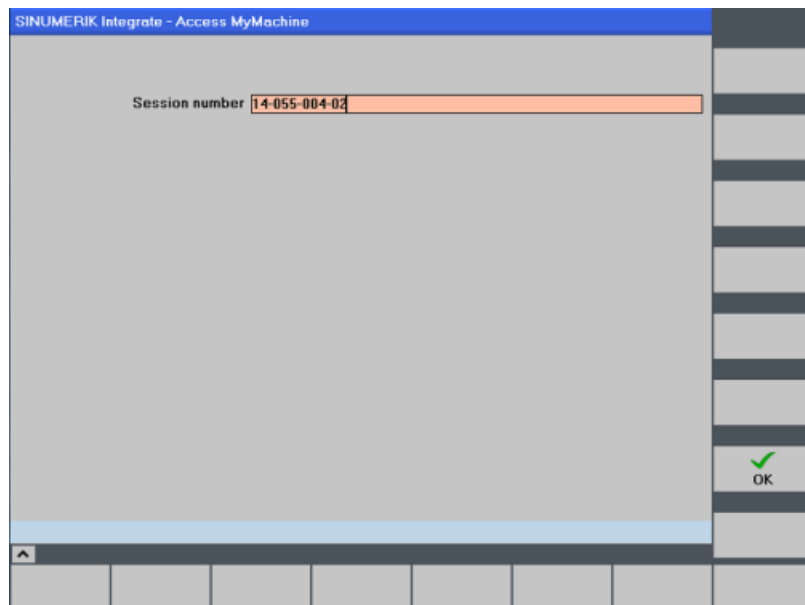 SINUMERIK Integrate - Access MyMachine
Session number 14-055-004-02
OK